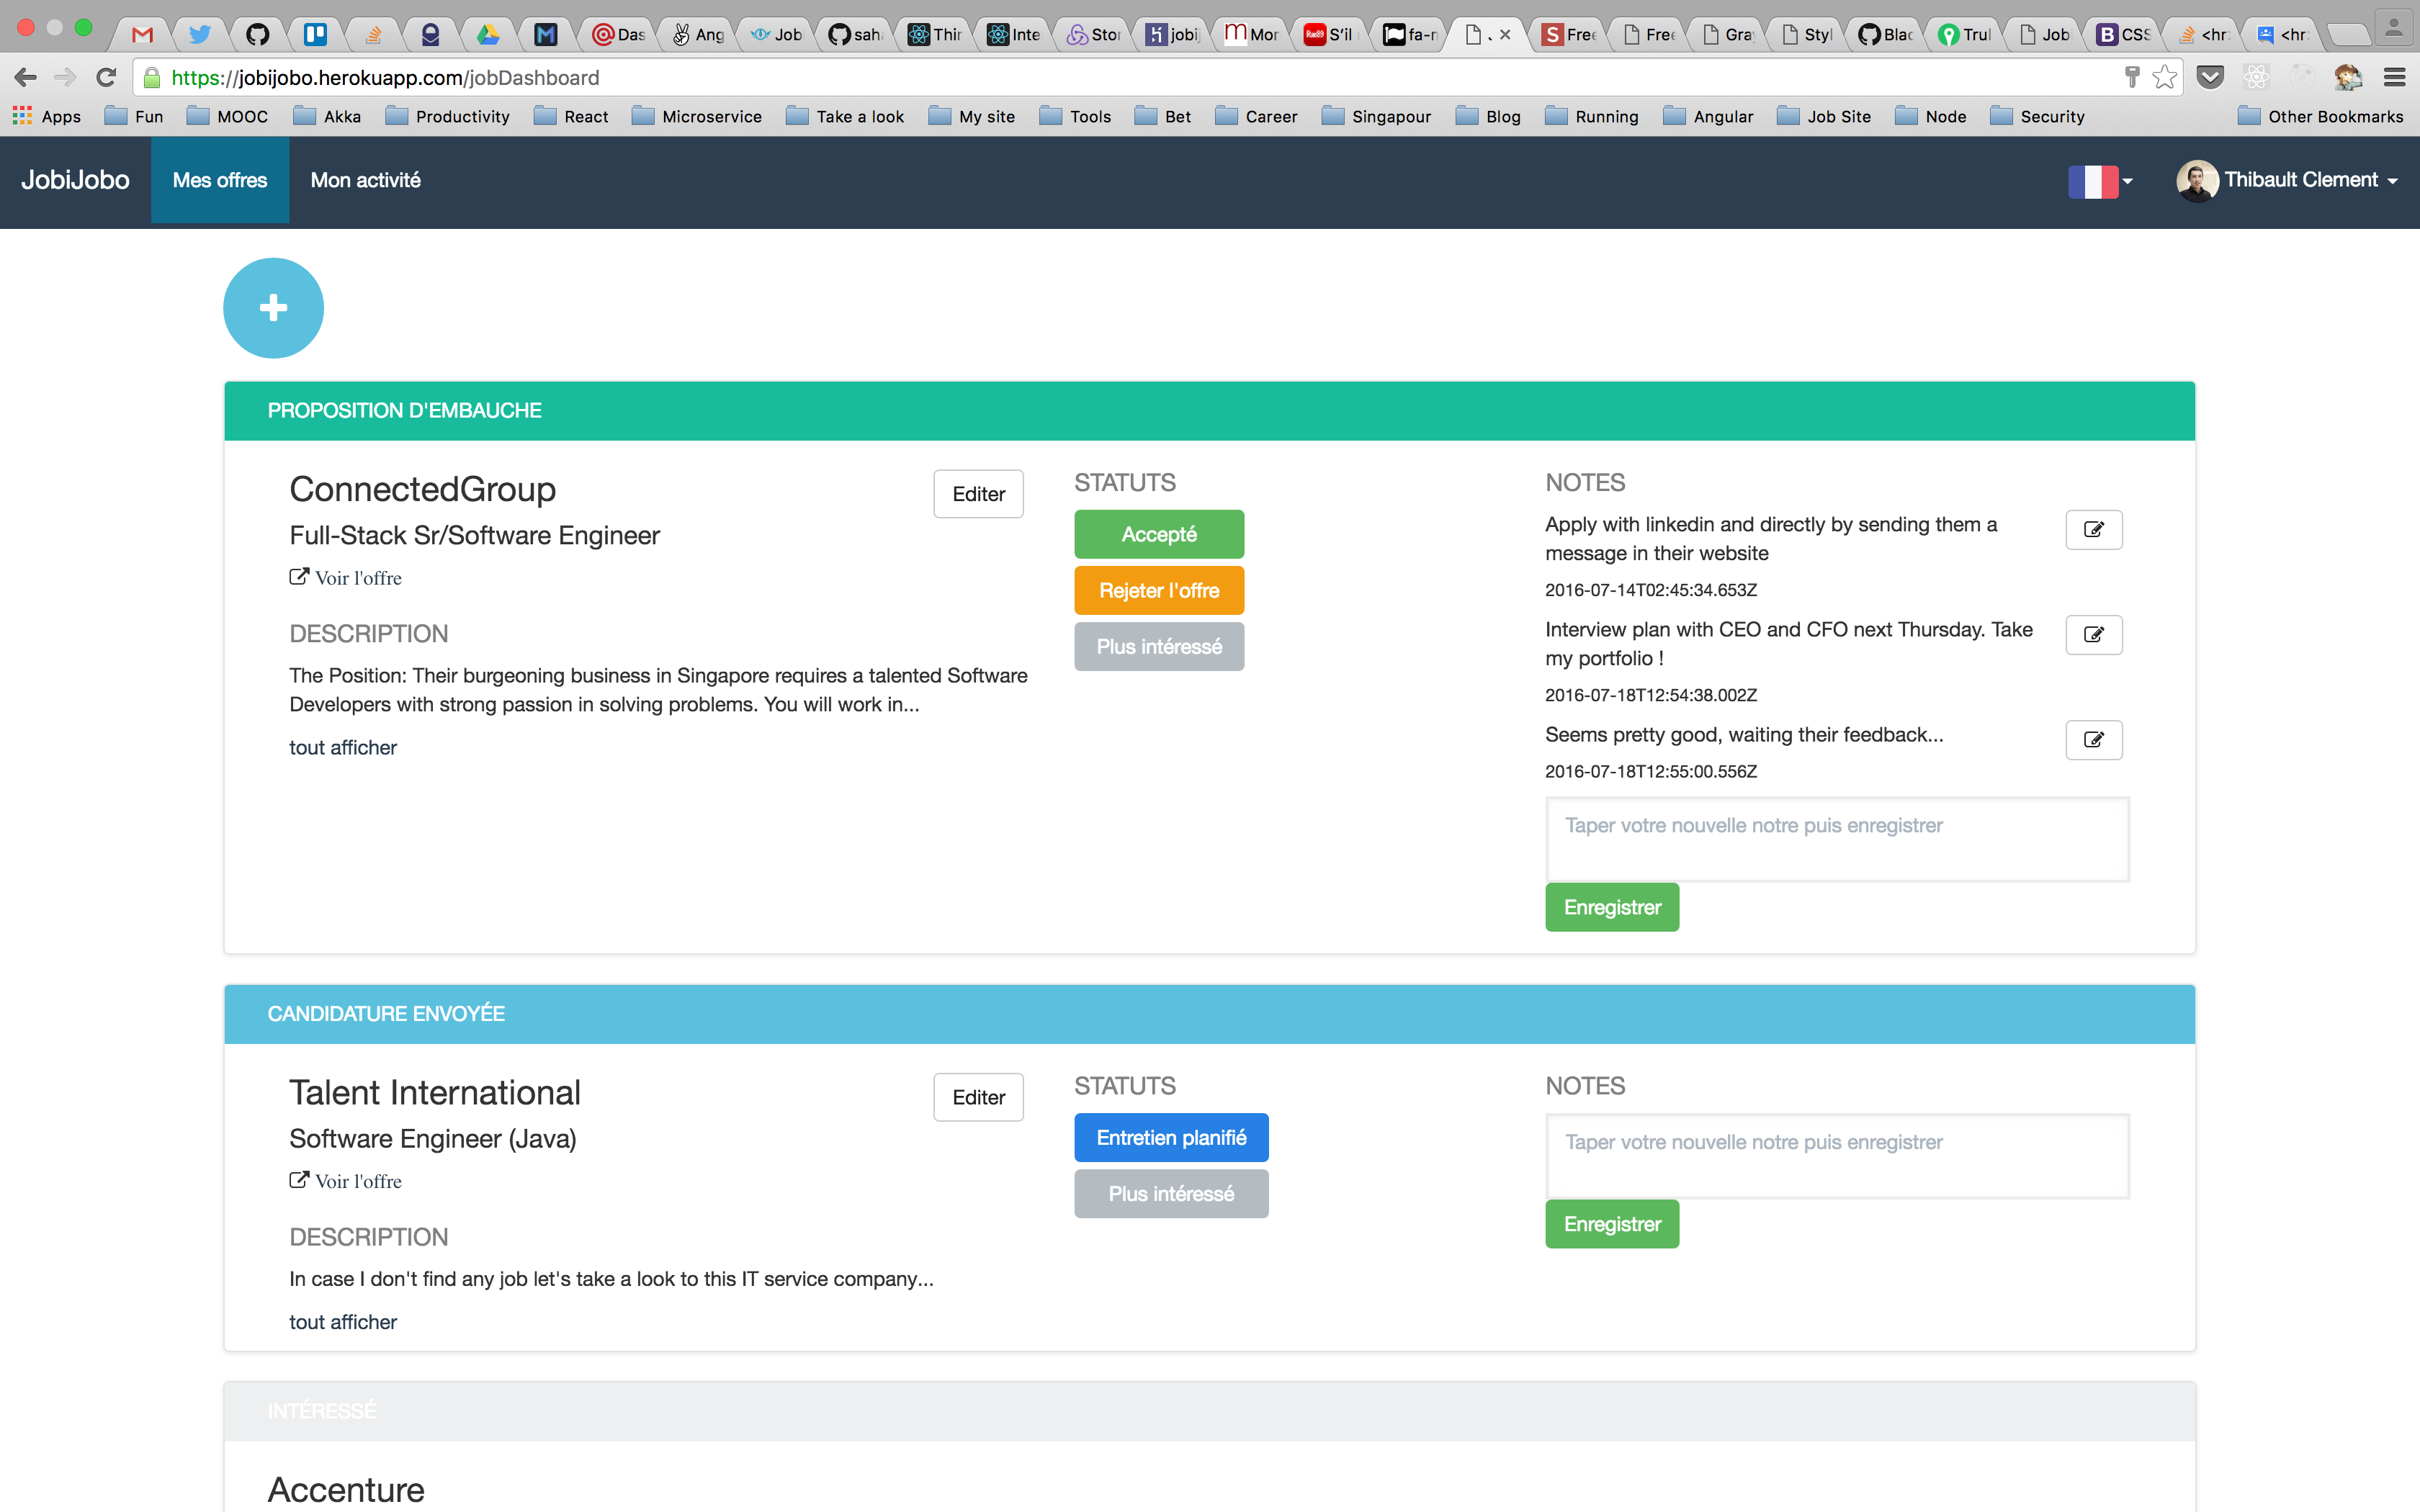 Das
Ang
Job
sah
Thir
Inte
Stor
jobij
Mor
S'il
fa-n
Free
Free
Gra
Styl
Blac
Trul
Job
CSS
<hr
<hr
https://jobijobo.herokuapp.com/jobDashboard
Apps Fun MOOC Akka Productivity React Microservice Take a look My site Tools Bet Career Singapour Blog Running Angular Job Site Node Security Other Bookmarks
JobiJobo Mes offres Mon activité Thibault Clement
PROPOSITION D'EMBAUCHE
ConnectedGroup
Editer
Full-Stack Sr/Software Engineer
Voir l'offre
DESCRIPTION
The Position: Their burgeoning business in Singapore requires a talented Software
Developers with strong passion in solving problems. You will work in...
tout afficher
STATUTS
Accepté
Rejeter l'offre
Plus intéressé
NOTES
Apply with linkedin and directly by sending them a
message in their website
2016-07-14T02:45:34.653Z
Interview plan with CEO and CFO next Thursday. Take
my portfolio !
2016-07-18T12:54:38.002Z
Seems pretty good, waiting their feedback...
2016-07-18T12:55:00.556Z
Taper votre nouvelle notre puis enregistrer
Enregistrer
CANDIDATURE ENVOYÉE
Talent International
Editer
Software Engineer (Java)
Voir l'offre
DESCRIPTION
In case I don't find any job let's take a look to this IT service company...
tout afficher
STATUTS
Entretien planifié
Plus intéressé
NOTES
Taper votre nouvelle notre puis enregistrer
Enregistrer
INTÉRESSÉ
Accenture